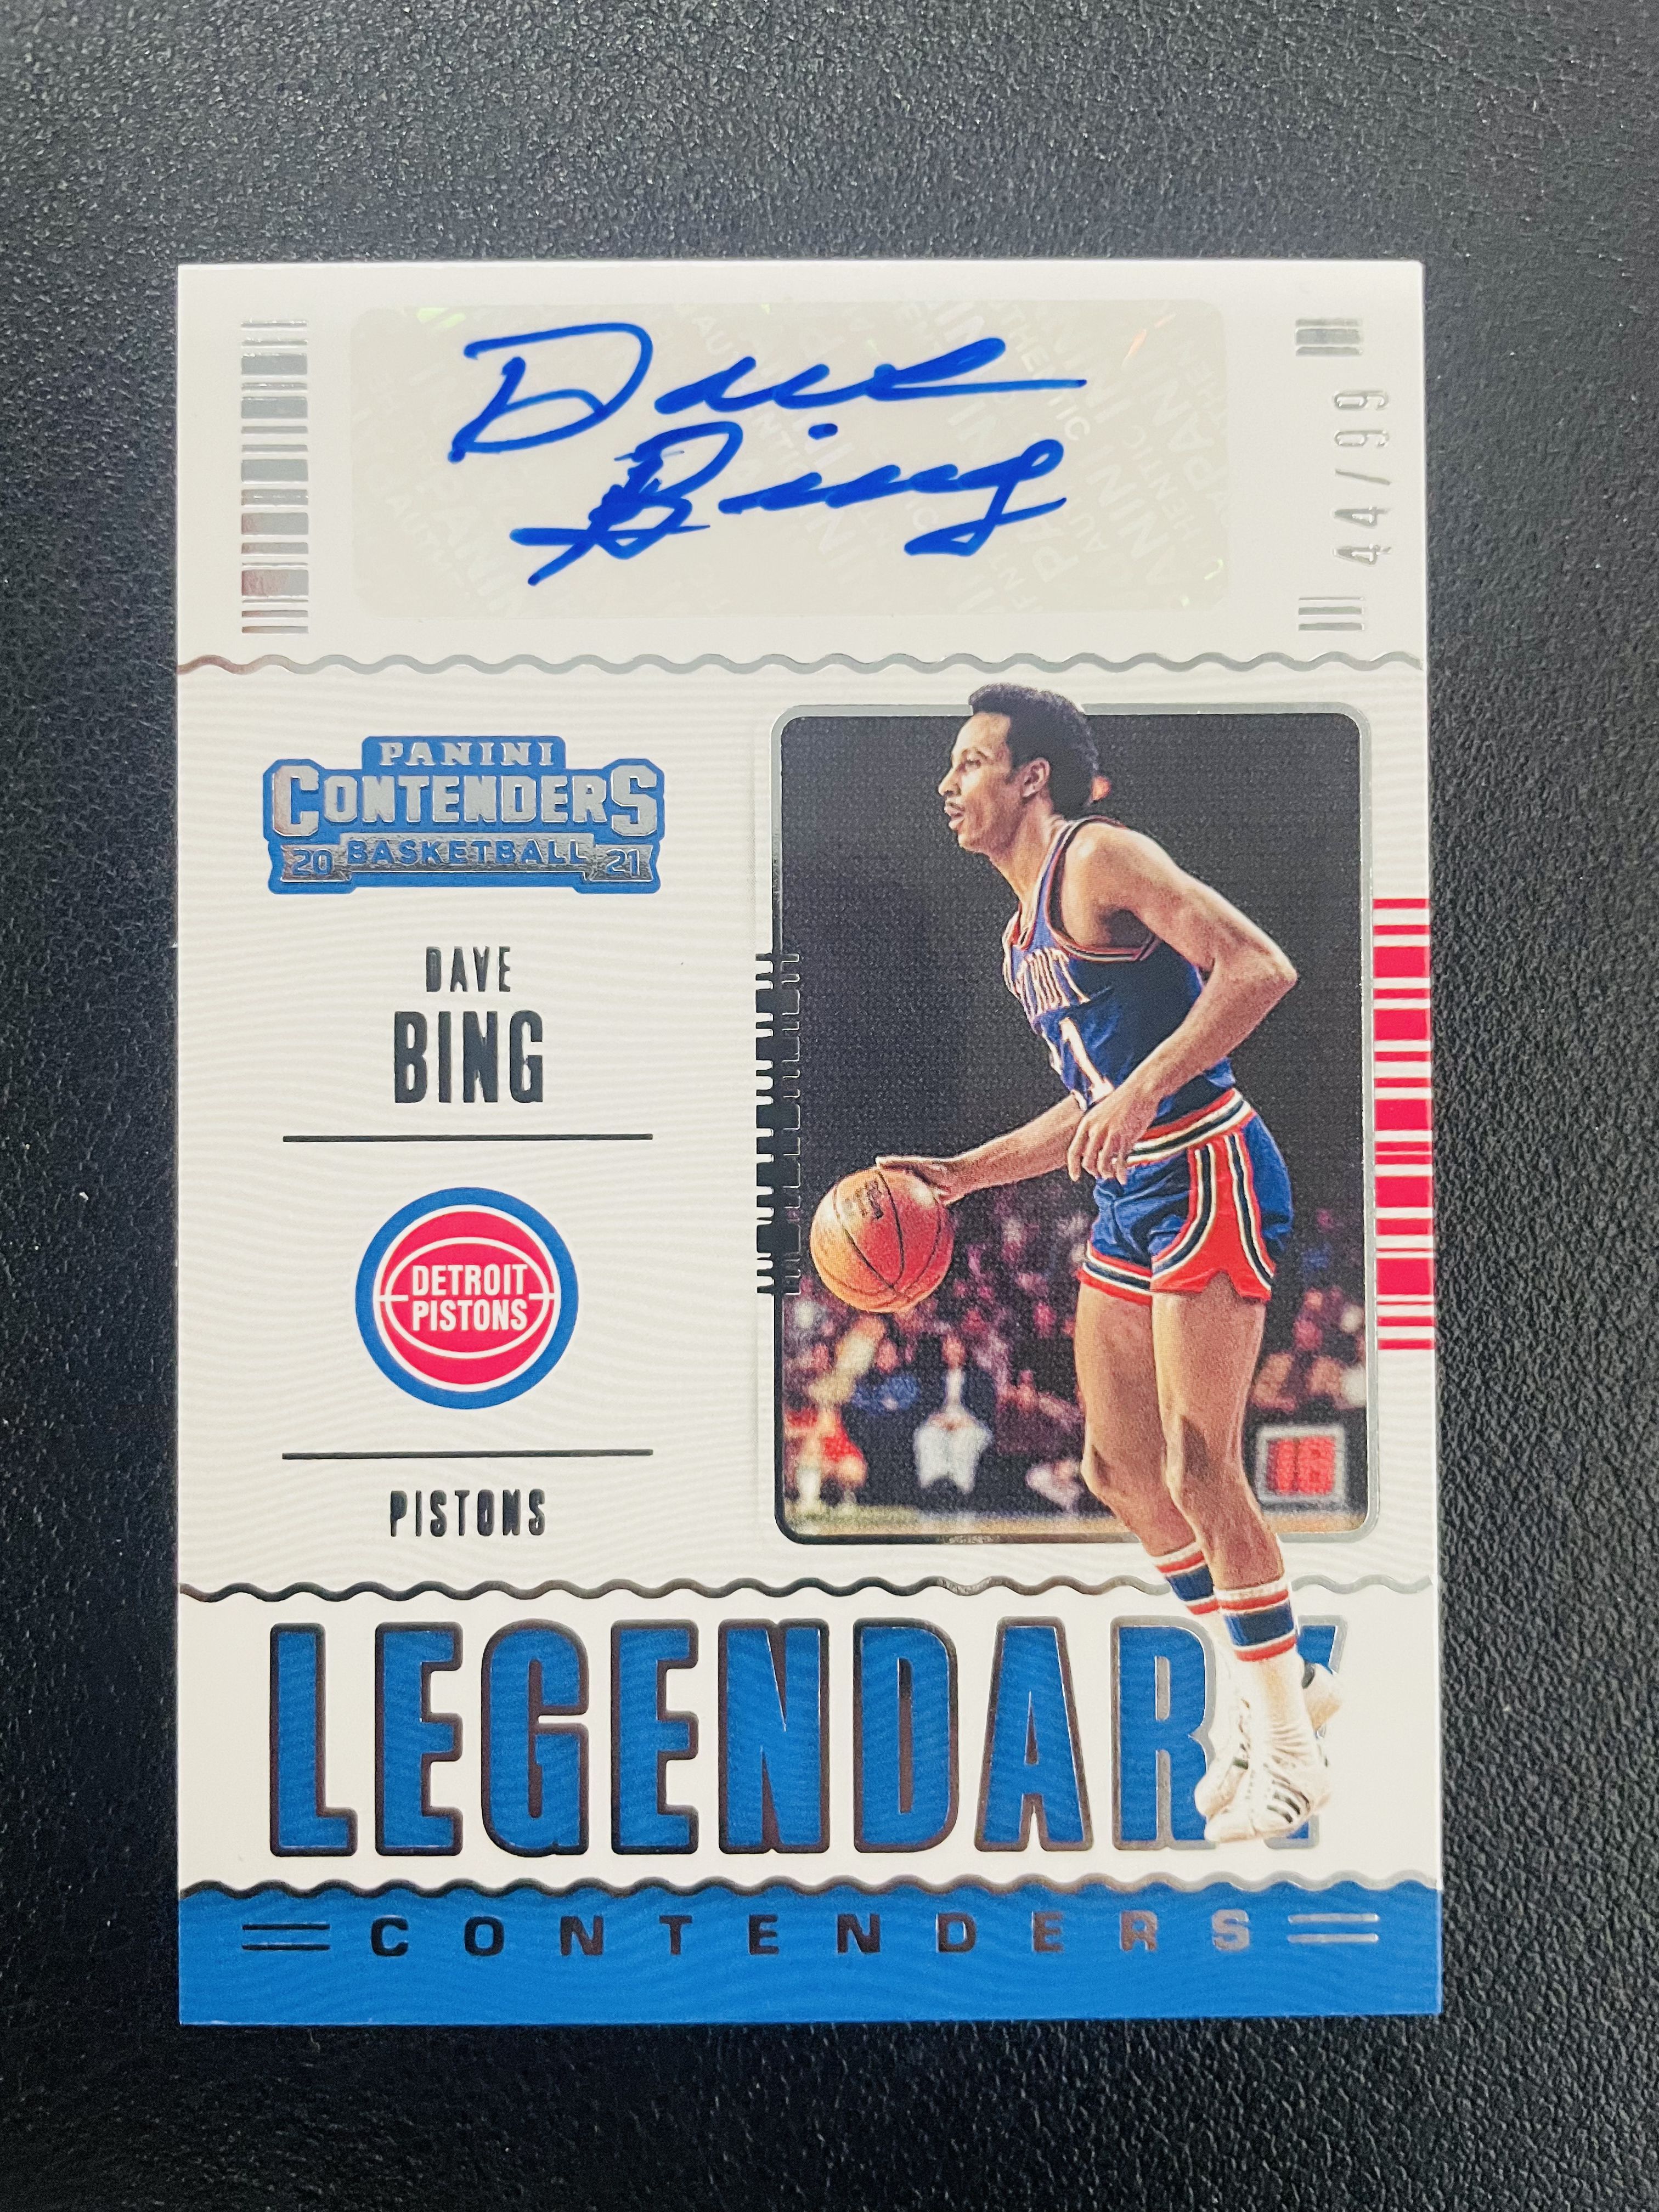 Dave
Bing
44/99
PANINI
CONTENDERS
20 BASKETBALL 21
DAVE
BING
DETROIT
PISTONS
PISTONS
LEGENDARY
CONTENDERS